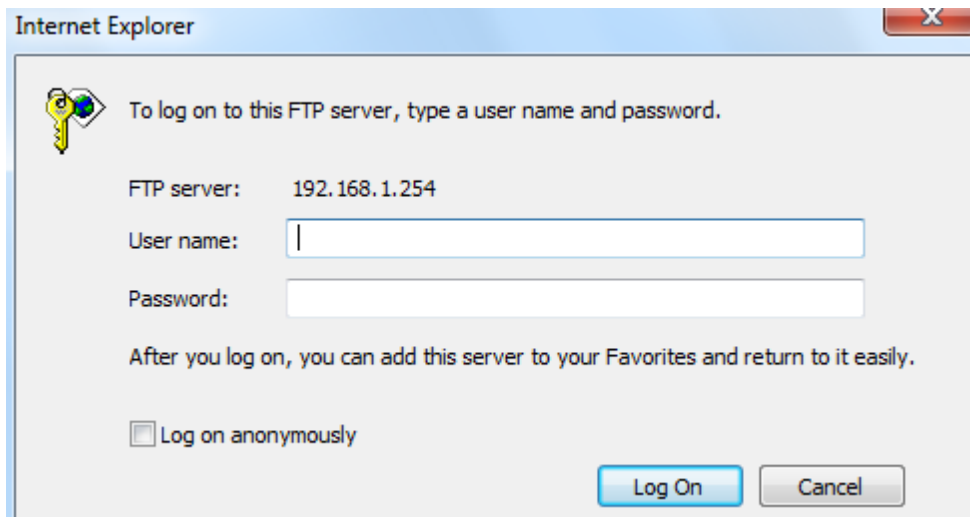 Internet Explorer
To log on to this FTP server, type a user name and password.
FTP server: 192.168.1.254
User name:
Password:
After you log on, you can add this server to your Favorites and return to it easily.
Log on anonymously
Log On Cancel